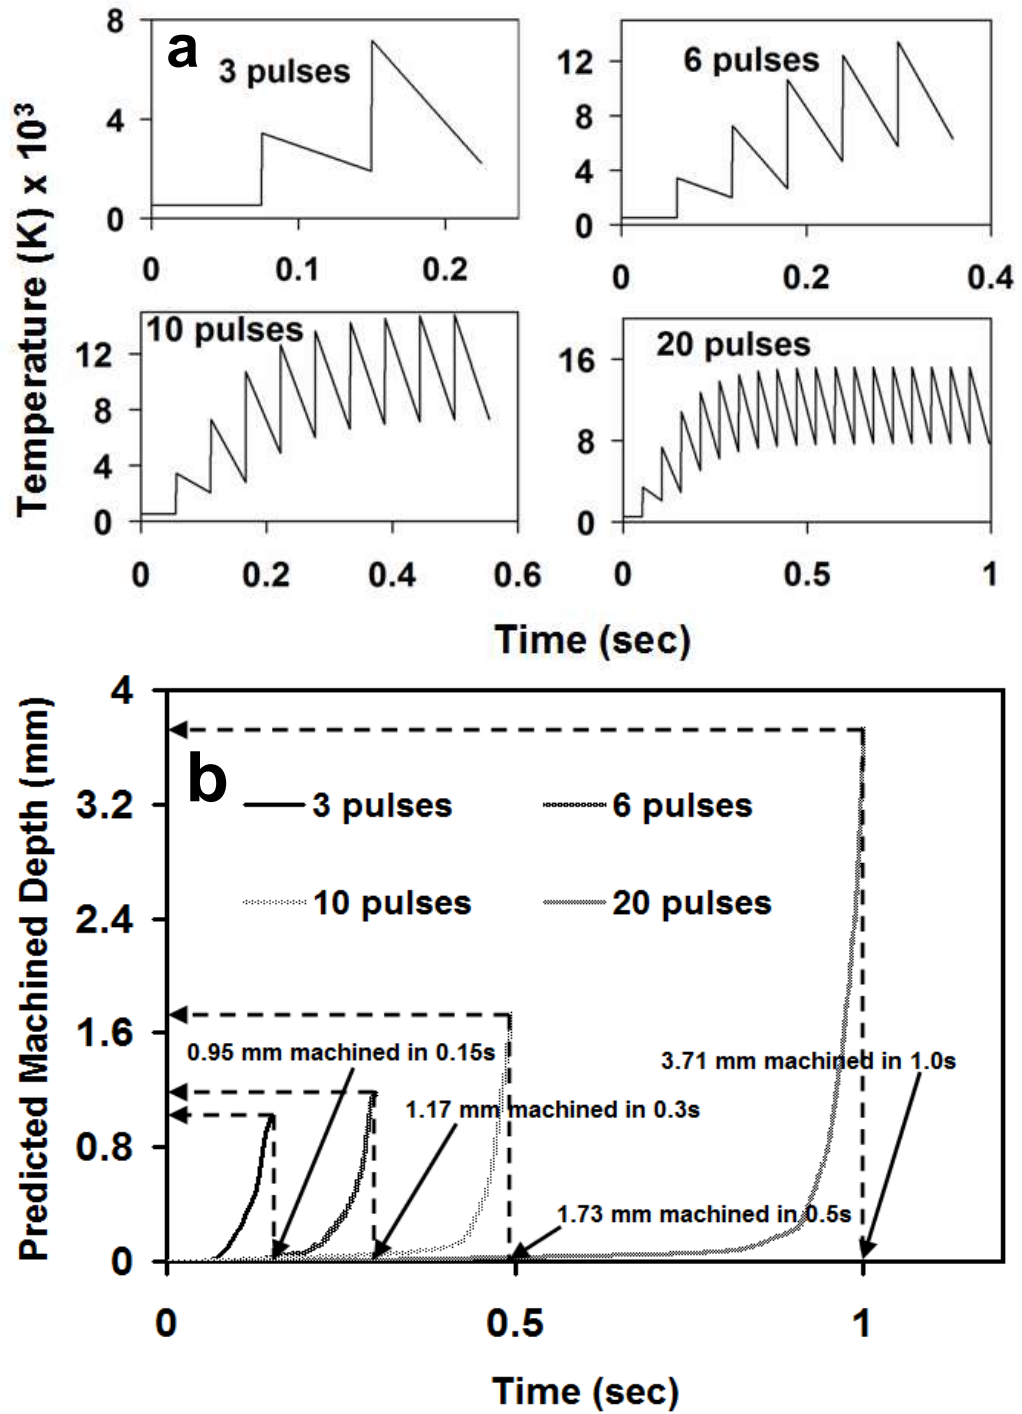 a
3 pulses
8
4
0
0 0.1 0.2
6 pulses
12
8
4
0
0 0.2 0.4
Temperature (K) x 10³
10 pulses
12
8
4
0
0 0.2 0.4 0.6
20 pulses
16
8
0
0 0.5 1
Time (sec)
Predicted Machined Depth (mm)
4
3.2
2.4
1.6
0.8
0
b
3 pulses 6 pulses
10 pulses 20 pulses
0.95 mm machined in 0.15s
3.71 mm machined in 1.0s
1.17 mm machined in 0.3s
1.73 mm machined in 0.5s
0 0.5 1
Time (sec)